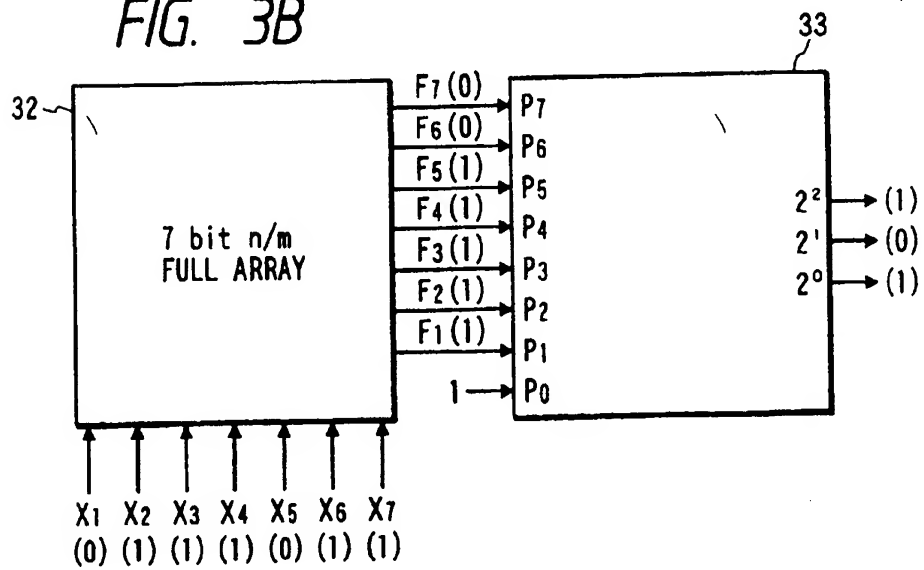 FIG. 3B
33
32
F7(0)
F6(0)
F5(1)
F4(1)
F3(1)
F2(1)
F1(1)
7 bit n/m
FULL ARRAY
P7
P6
P5
P4
P3
P2
P1
1 P0
2² (1)
2¹ (0)
2⁰ (1)
X1 X2 X3 X4 X5 X6 X7
(0) (1) (1) (1) (0) (1) (1)